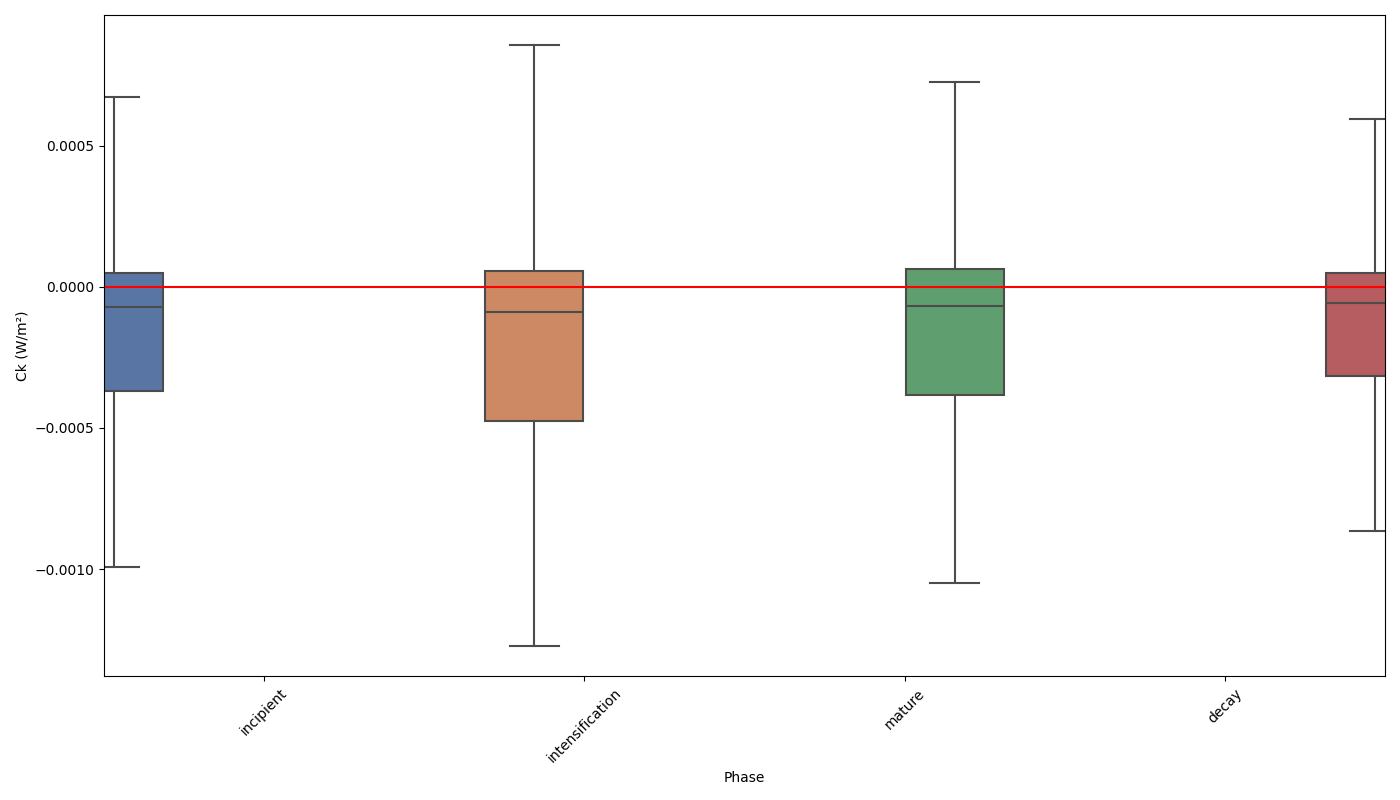 0.0005
0.0000
−0.0005
−0.0010
Ck (W/m²)
incipient
intensification
mature
decay
Phase